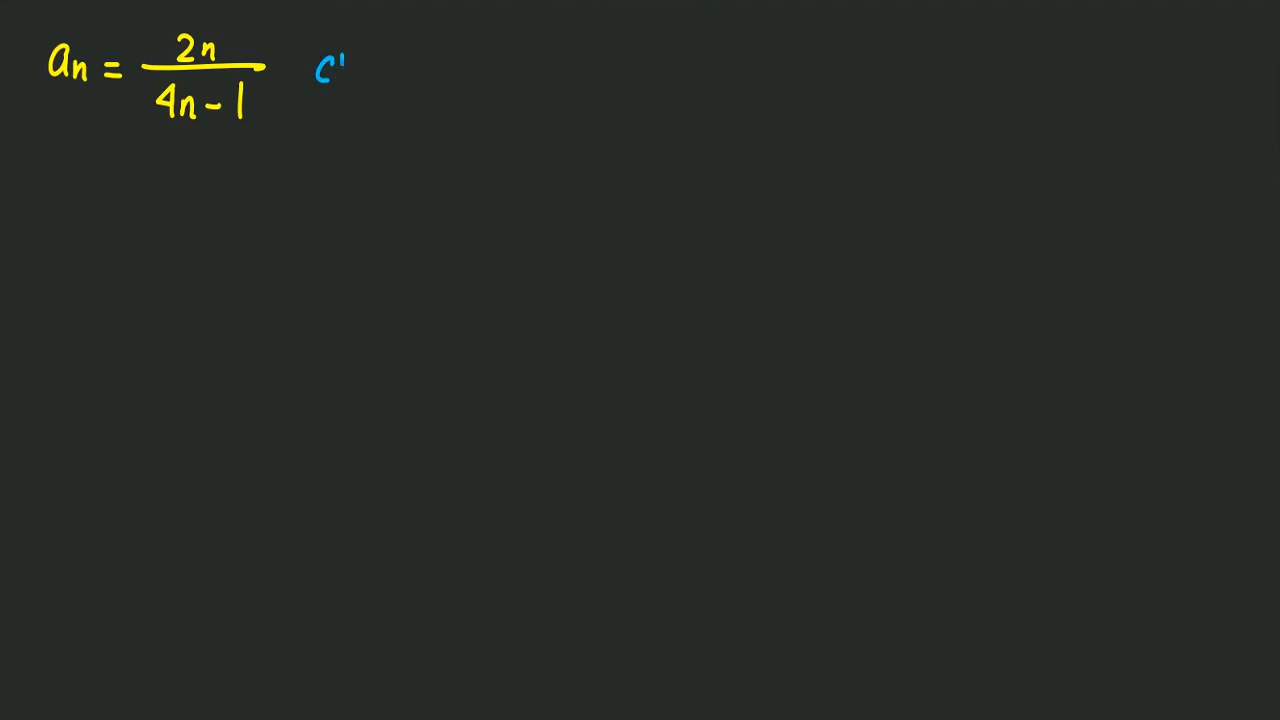 aₙ = 2n / (4n - 1)